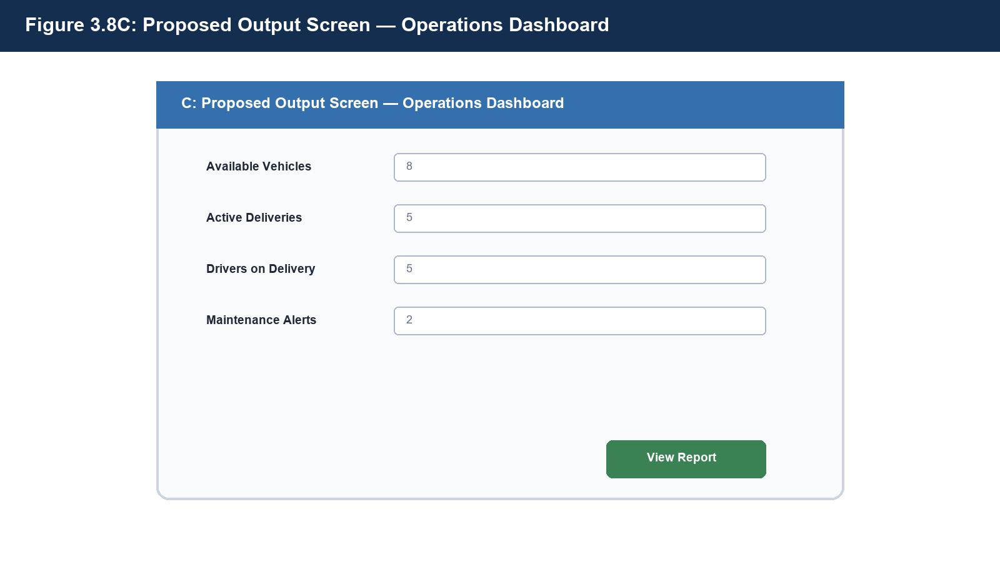 Figure 3.8C: Proposed Output Screen — Operations Dashboard
C: Proposed Output Screen — Operations Dashboard
Available Vehicles 8
Active Deliveries 5
Drivers on Delivery 5
Maintenance Alerts 2
View Report